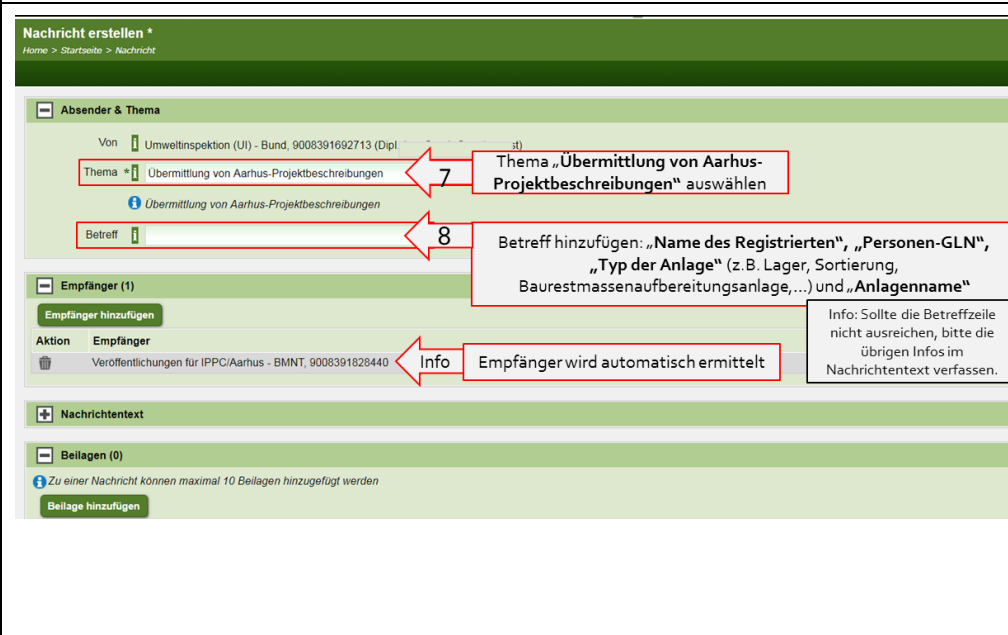 Nachricht erstellen *
Home > Startseite > Nachricht
Absender & Thema
Von Umweltinspektion (UI) - Bund, 9008391692713 (Dipl
Thema * Übermittlung von Aarhus-Projektbeschreibungen
7
Thema „Übermittlung von Aarhus-
Projektbeschreibungen“ auswählen
Übermittlung von Aarhus-Projektbeschreibungen
Betreff
8
Betreff hinzufügen: „Name des Registrierten“, „Personen-GLN“,
„Typ der Anlage“ (z.B. Lager, Sortierung,
Baurestmassenaufbereitungsanlage,...) und „Anlagenname“
Info: Sollte die Betreffzeile
nicht ausreichen, bitte die
übrigen Infos im
Nachrichtentext verfassen.
Empfänger (1)
Empfänger hinzufügen
Aktion Empfänger
Veröffentlichungen für IPPC/Aarhus - BMNT, 9008391828440
Info
Empfänger wird automatisch ermittelt
Nachrichtentext
Beilagen (0)
Zu einer Nachricht können maximal 10 Beilagen hinzugefügt werden
Beilage hinzufügen